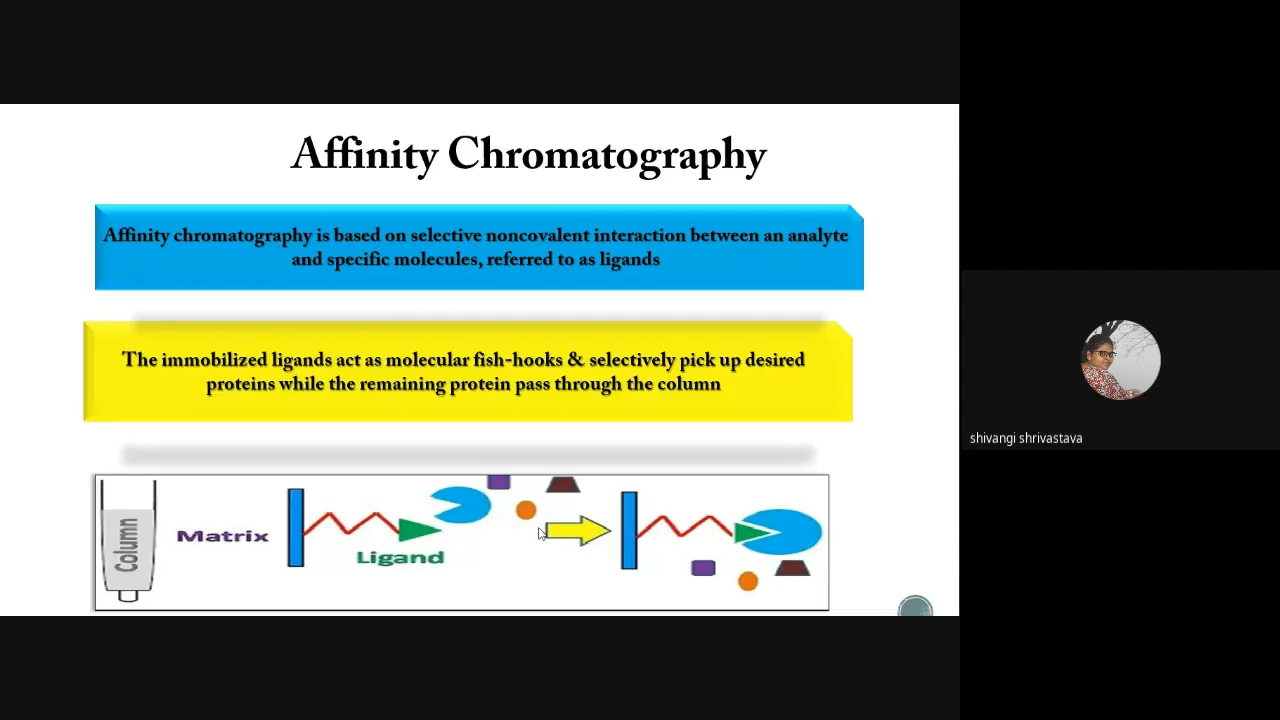 Affinity Chromatography
Affinity chromatography is based on selective noncovalent interaction between an analyte
and specific molecules, referred to as ligands
The immobilized ligands act as molecular fish-hooks & selectively pick up desired
proteins while the remaining protein pass through the column
Column
Matrix
Ligand
shivangi shrivastava